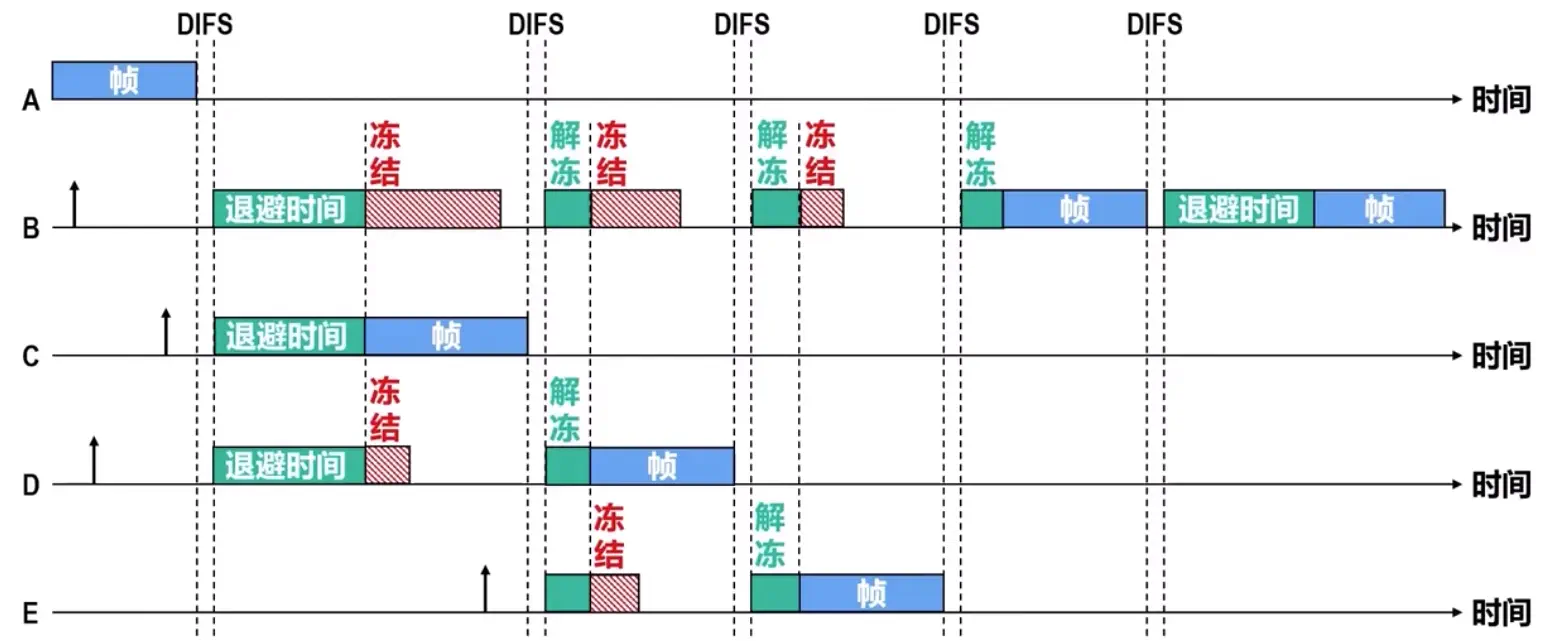 DIFS DIFS DIFS DIFS DIFS
帧
A 时间
冻结 解冻 冻结 解冻 冻结 解冻
退避时间 帧 退避时间 帧
B 时间
退避时间 帧
C 时间
冻结 解冻
退避时间 帧
D 时间
冻结 解冻
帧
E 时间